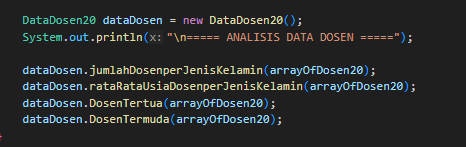 DataDosen20 dataDosen = new DataDosen20();
System.out.println(x: "\n===== ANALISIS DATA DOSEN =====");
dataDosen.jumlahDosenperJenisKelamin(arrayOfDosen20);
dataDosen.rataRataUsiaDosenperJenisKelamin(arrayOfDosen20);
dataDosen.DosenTertua(arrayOfDosen20);
dataDosen.DosenTermuda(arrayOfDosen20);